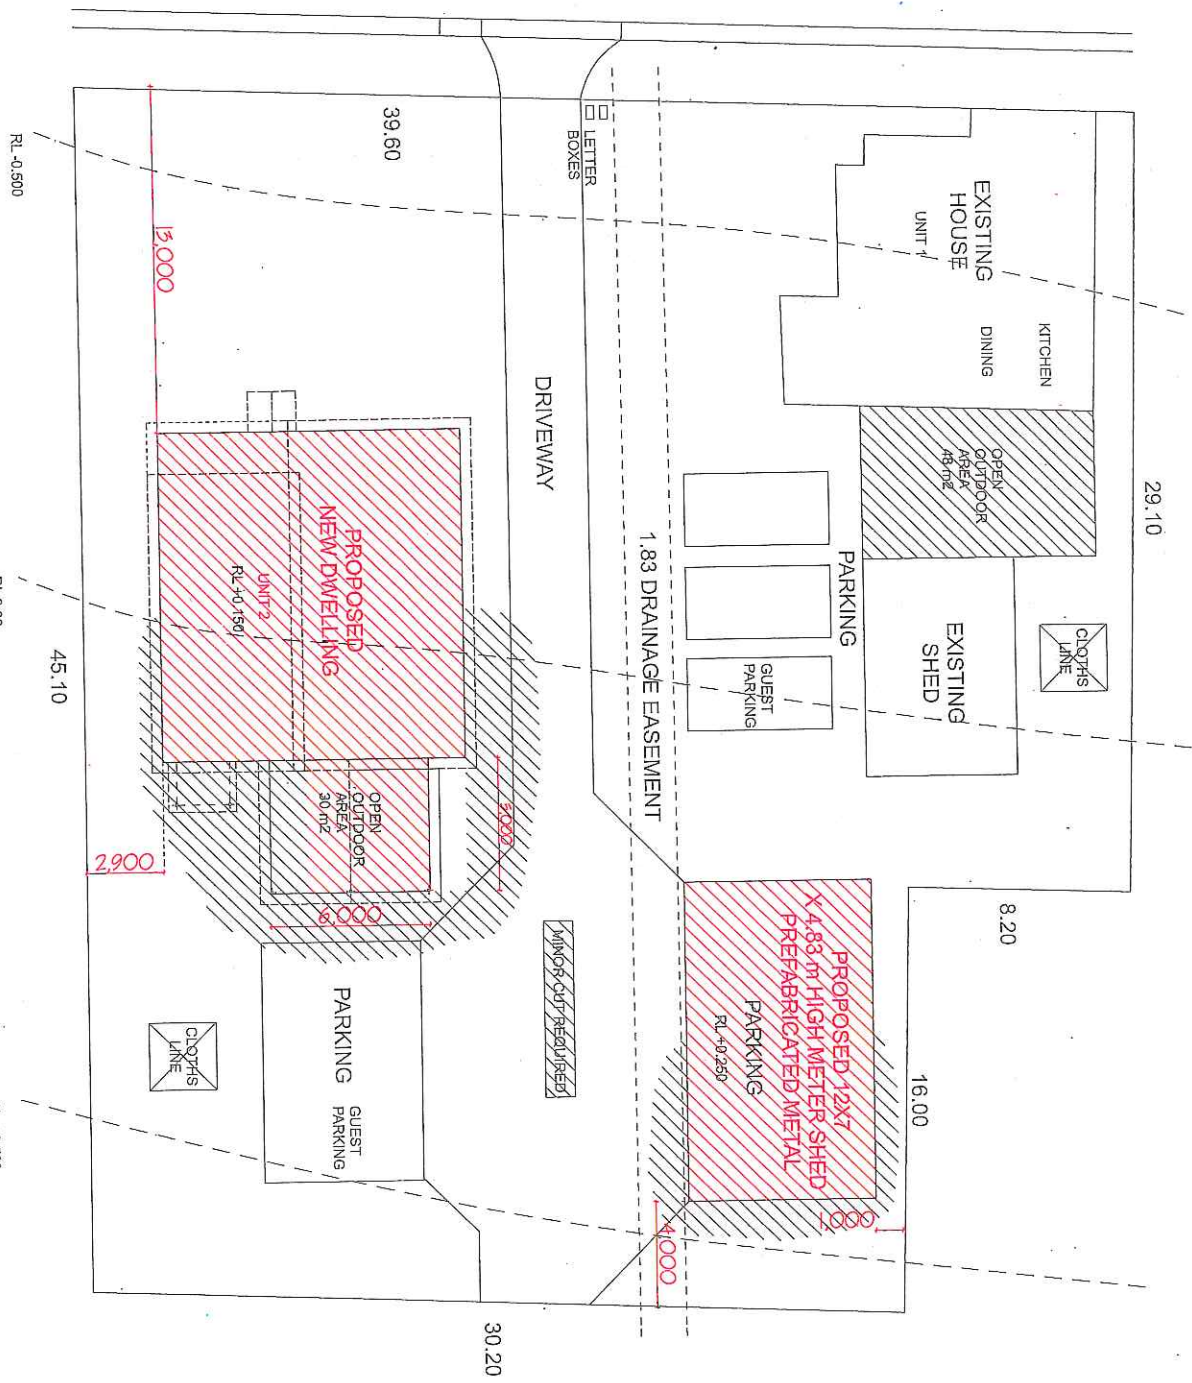 39.60
LETTER
BOXES
RL -0.500
13,000
EXISTING
HOUSE
UNIT 1
KITCHEN
DINING
OPEN
OUTDOOR
AREA
48 m2
29.10
DRIVEWAY
1.83 DRAINAGE EASEMENT
PARKING
GUEST
PARKING
EXISTING
SHED
CLOTHS
LINE
PROPOSED
NEW DWELLING
UNIT 2
RL +0.150
45.10
OPEN
OUTDOOR
AREA
30 m2
5,000
2,900
6,000
8.20
MINOR CUT REQUIRED
PROPOSED 12X7
X 4.83 m HIGH METER SHED
PREFABRICATED METAL
PARKING
RL +0.250
16.00
1,000
4,000
PARKING
GUEST
PARKING
CLOTHS
LINE
30.20